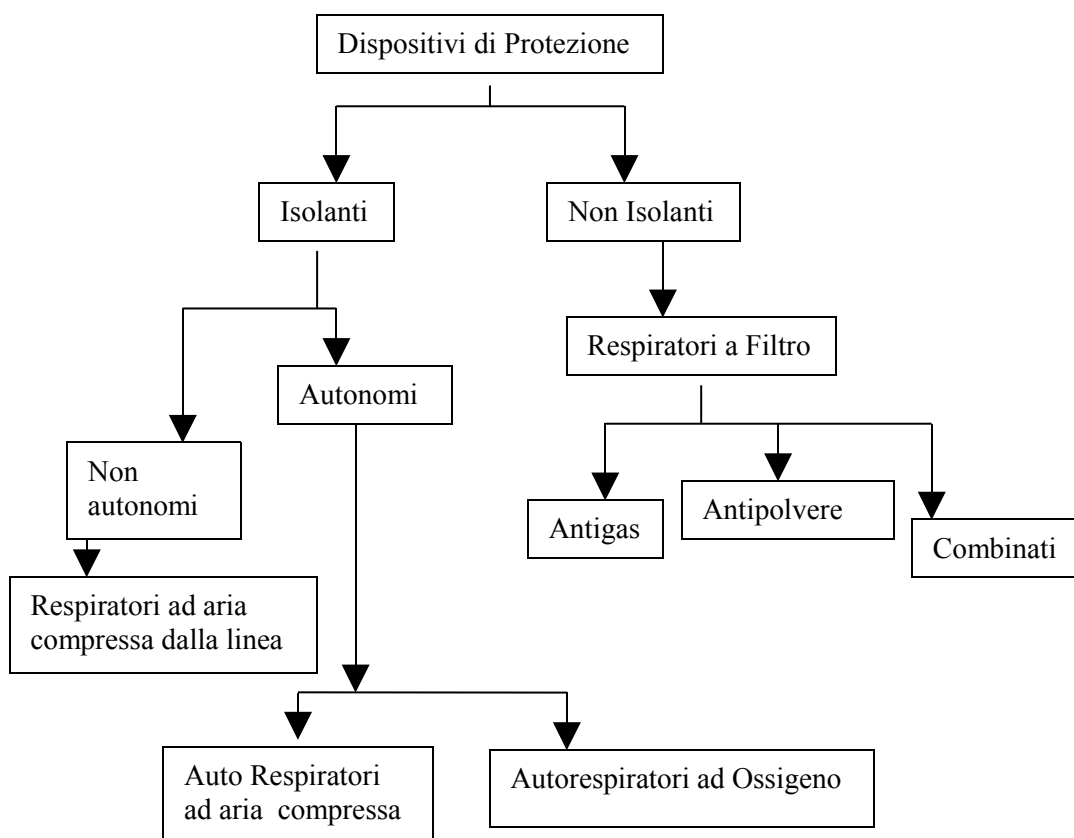 Dispositivi di Protezione
Isolanti
Non Isolanti
Respiratori a Filtro
Autonomi
Non
autonomi
Antigas
Antipolvere
Combinati
Respiratori ad aria
compressa dalla linea
Auto Respiratori
ad aria compressa
Autorespiratori ad Ossigeno